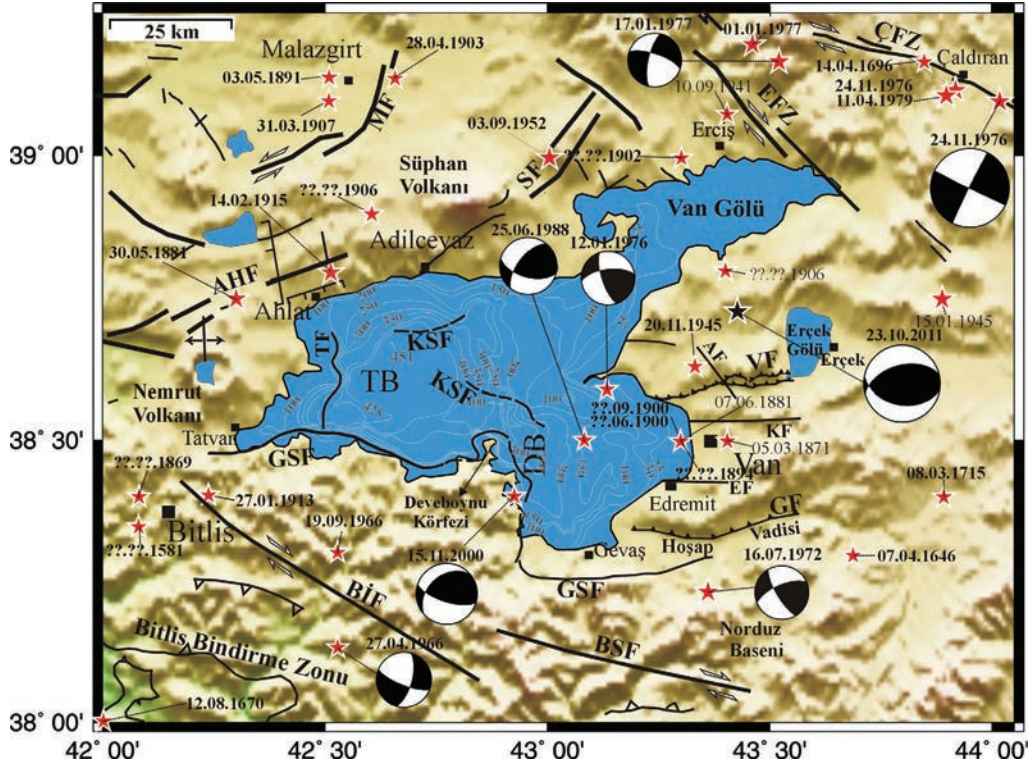 25 km
Malazgirt
28.04.1903
17.01.1977
01.01.1977
ÇFZ
03.05.1891
14.04.1696
Çaldıran
31.03.1907
MF
10.09.1941
EFZ
24.11.1976
11.04.1979
03.09.1952
Erciş
24.11.1976
39° 00'
Süphan
Volkanı
??.??.1902
SF
??.??.1906
14.02.1915
Van Gölü
25.06.1988
12.01.1976
30.05.1881
Adilcevaz
AHF
Ahlat
??.??.1906
15.01.1945
20.11.1945
Erçek
Gölü
Erçek
23.10.2011
TF
KSF
451
TB
KSF
AF
VF
Nemrut
Volkanı
??.09.1900
??.06.1900
07.06.1881
KF
Tatvan
38° 30'
GSF
DB
05.03.1871
Van
??.??.1894
EF
??.??.1869
27.01.1913
Deveboynu
Körfezi
Edremit
08.03.1715
Bitlis
19.09.1966
GF
Vadisi
Hoşap
??.??.1581
15.11.2000
Gevaş
16.07.1972
07.04.1646
BİF
GSF
Norduz
Baseni
BSF
Bitlis Bindirme Zonu
27.04.1966
12.08.1670
38° 00'
42° 00'
42° 30'
43° 00'
43° 30'
44° 00'